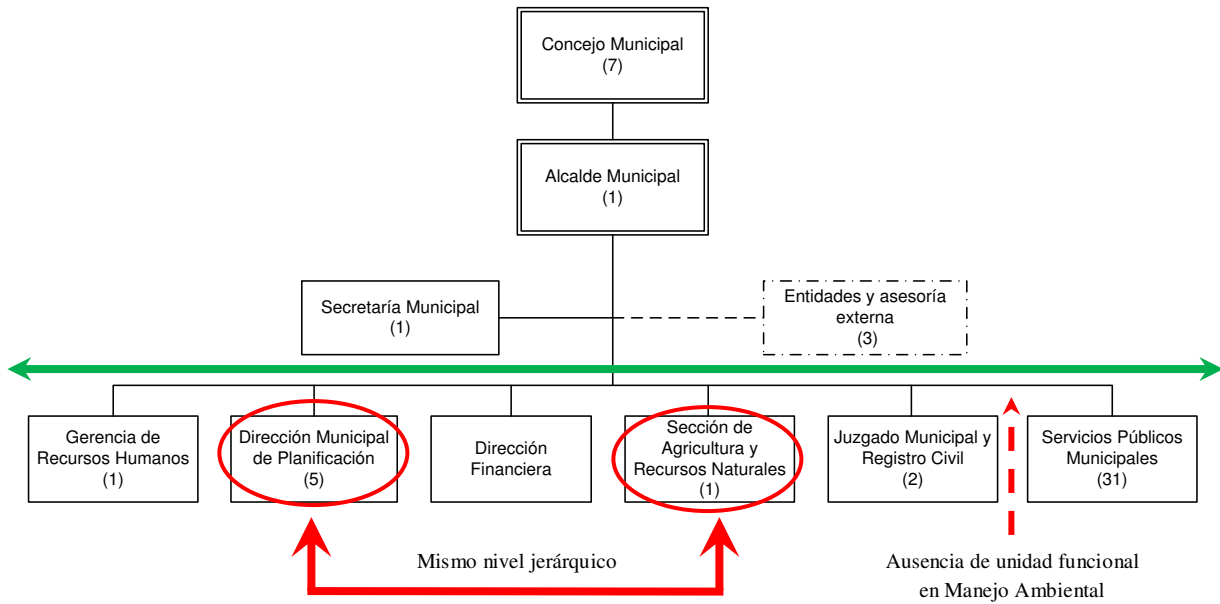 Concejo Municipal
(7)
Alcalde Municipal
(1)
Secretaría Municipal
(1)
Entidades y asesoría
externa
(3)
Gerencia de
Recursos Humanos
(1)
Dirección Municipal
de Planificación
(5)
Dirección
Financiera
Sección de
Agricultura y
Recursos Naturales
(1)
Juzgado Municipal y
Registro Civil
(2)
Servicios Públicos
Municipales
(31)
Mismo nivel jerárquico
Ausencia de unidad funcional
en Manejo Ambiental